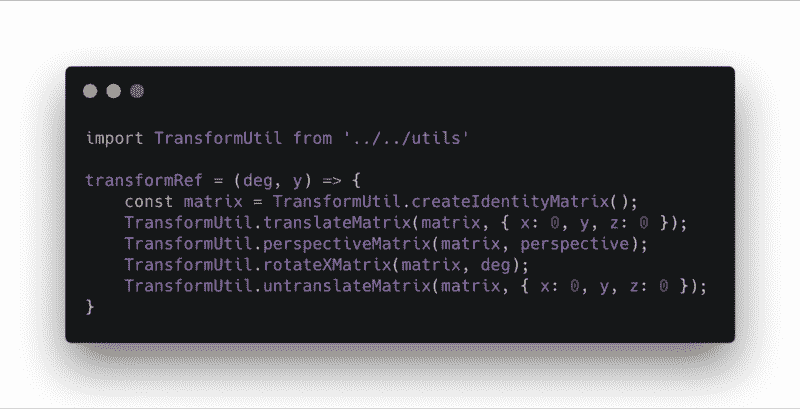 import TransformUtil from '../../utils'
transformRef = (deg, y) => {
    const matrix = TransformUtil.createIdentityMatrix();
    TransformUtil.translateMatrix(matrix, { x: 0, y, z: 0 });
    TransformUtil.perspectiveMatrix(matrix, perspective);
    TransformUtil.rotateXMatrix(matrix, deg);
    TransformUtil.untranslateMatrix(matrix, { x: 0, y, z: 0 });
}